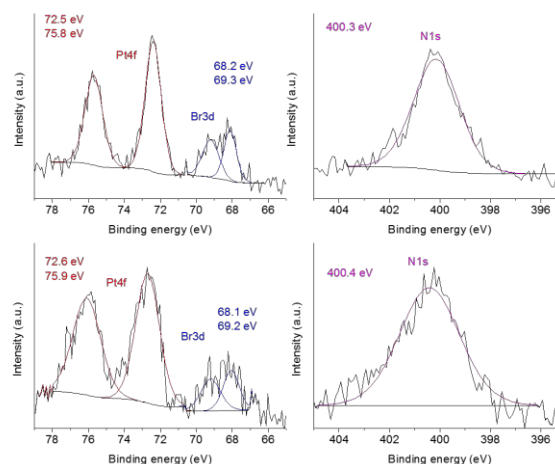 72.5 eV
75.8 eV
Pt4f
68.2 eV
69.3 eV
Br3d
Intensity (a.u.)
78 76 74 72 70 68 66
Binding energy (eV)
400.3 eV
N1s
Intensity (a.u.)
404 402 400 398 396
Binding energy (eV)
72.6 eV
75.9 eV
Pt4f
68.1 eV
69.2 eV
Br3d
Intensity (a.u.)
78 76 74 72 70 68 66
Binding energy (eV)
400.4 eV
N1s
Intensity (a.u.)
404 402 400 398 396
Binding energy (eV)